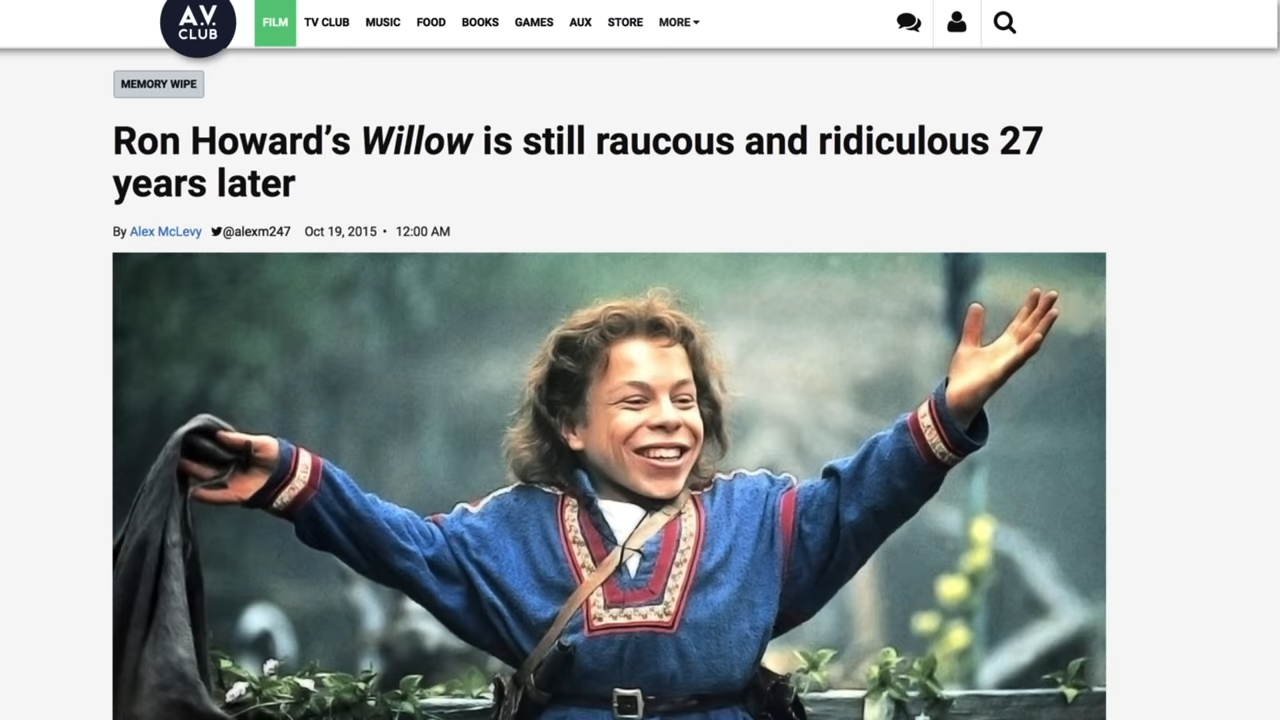 A.V.
CLUB
FILM TV CLUB MUSIC FOOD BOOKS GAMES AUX STORE MORE
MEMORY WIPE
Ron Howard’s Willow is still raucous and ridiculous 27
years later
By Alex McLevy @alexm247 Oct 19, 2015 • 12:00 AM